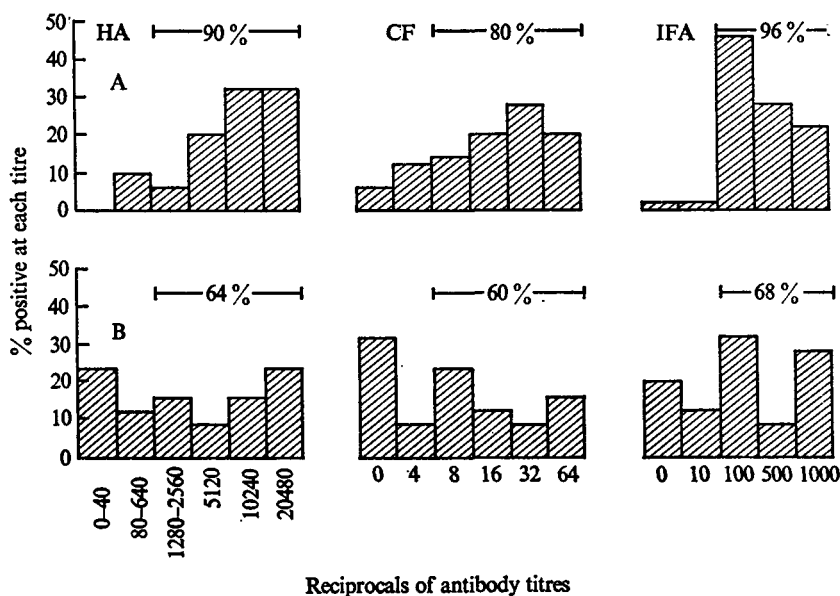 HA 90 % CF 80 % IFA 96 %
A
50
40
30
20
10
0
64 % 60 % 68 %
B
50
40
30
20
10
0
% positive at each titre
0–40 80–640 1280–2560 5120 10240 20480
0 4 8 16 32 64
0 10 100 500 1000
Reciprocals of antibody titres